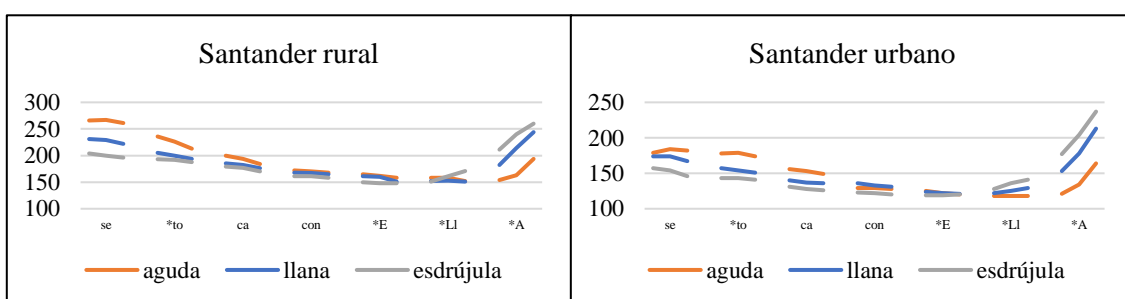 Santander rural
300
250
200
150
100
se *to ca con *E *Ll *A
aguda llana esdrújula
Santander urbano
250
200
150
100
se *to ca con *E *Ll *A
aguda llana esdrújula